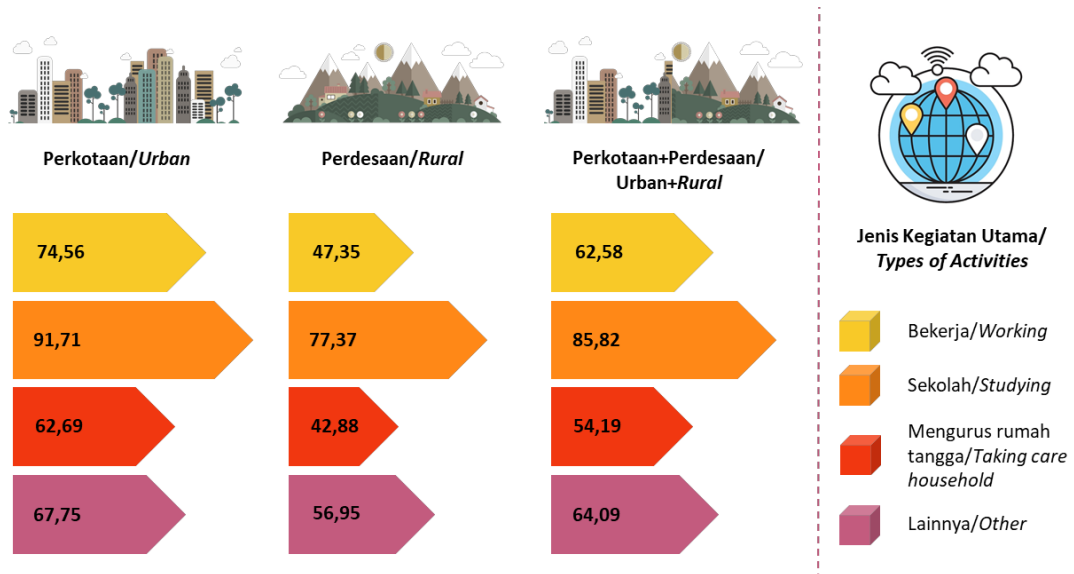 Perkotaan/Urban
74,56
91,71
62,69
67,75
Perdesaan/Rural
47,35
77,37
42,88
56,95
Perkotaan+Perdesaan/
Urban+Rural
62,58
85,82
54,19
64,09
Jenis Kegiatan Utama/
Types of Activities
Bekerja/Working
Sekolah/Studying
Mengurus rumah
tangga/Taking care
household
Lainnya/Other